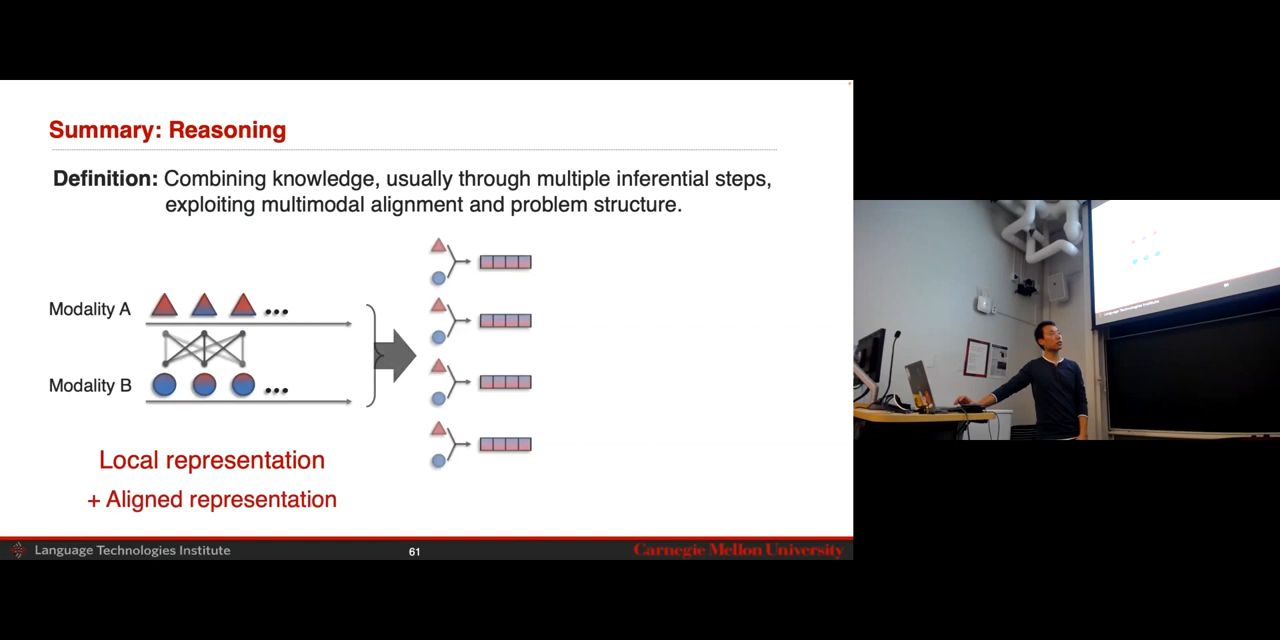 Summary: Reasoning
Definition: Combining knowledge, usually through multiple inferential steps,
exploiting multimodal alignment and problem structure.
Modality A
Modality B
Local representation
+ Aligned representation
Language Technologies Institute
61
Carnegie Mellon University